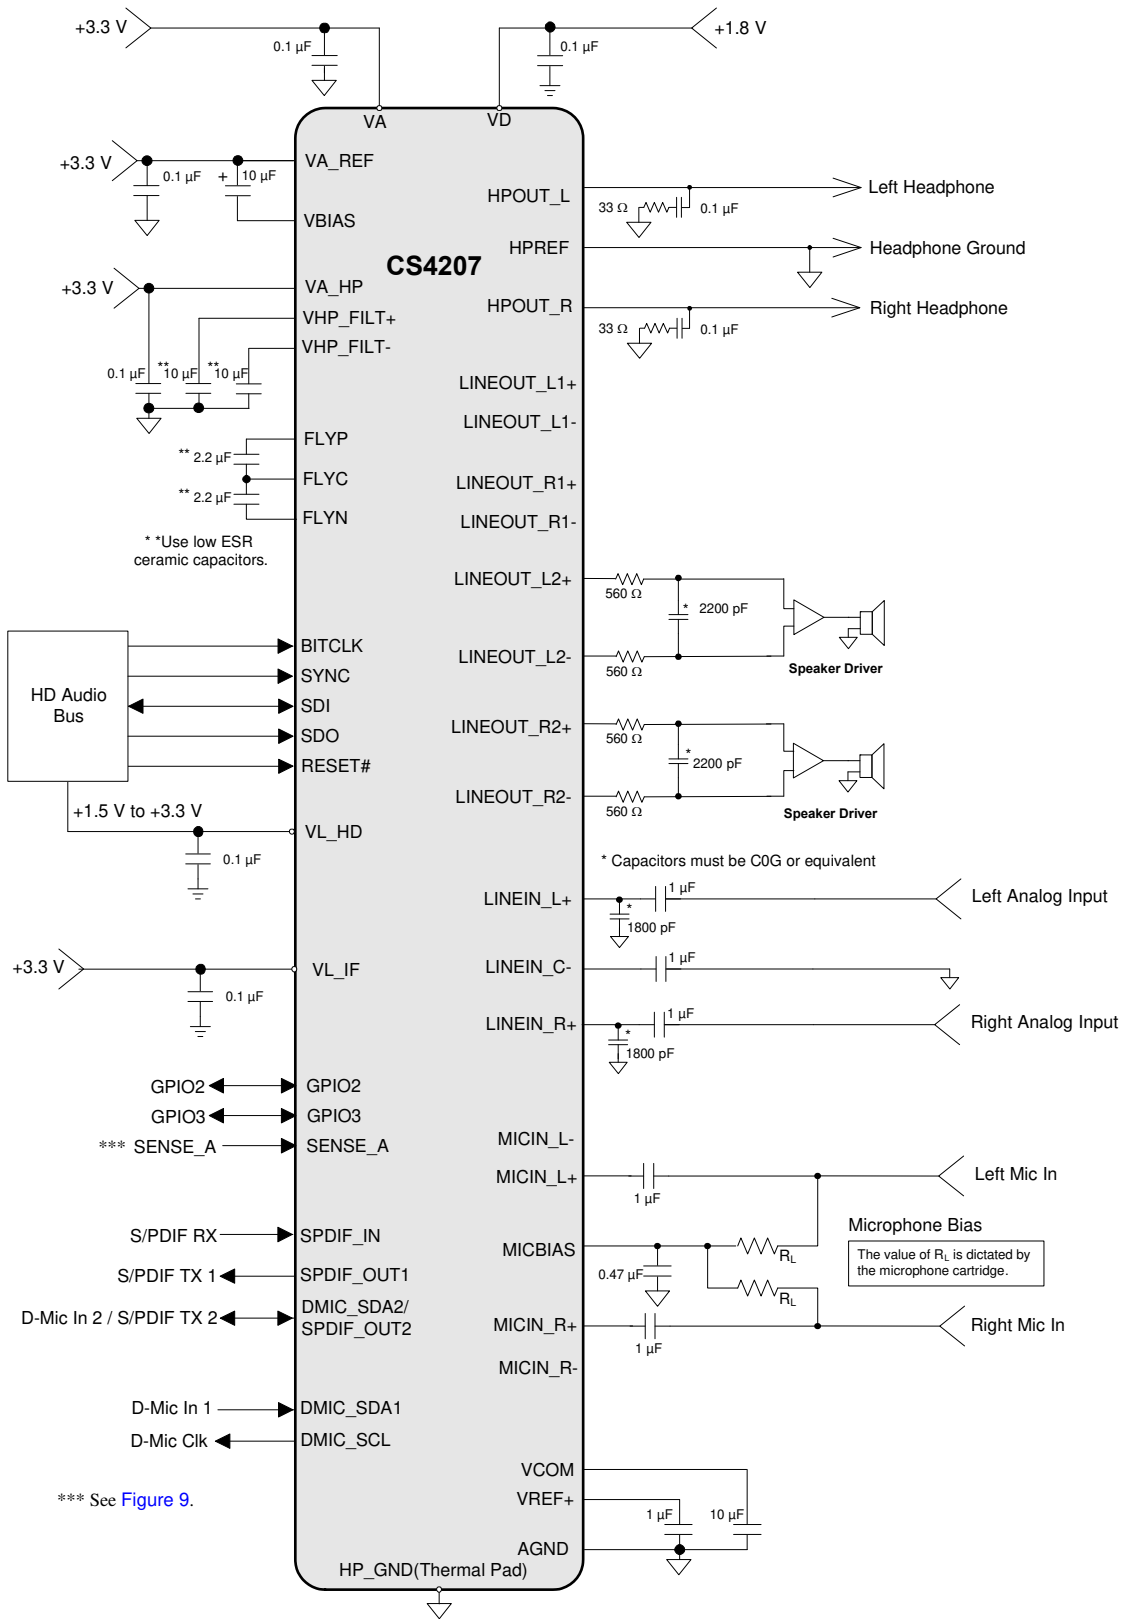 +3.3 V
0.1 µF
+1.8 V
0.1 µF
VA
VD
+3.3 V
0.1 µF
+ 10 µF
VA_REF
VBIAS
CS4207
HPOUT_L
33 Ω
0.1 µF
Left Headphone
HPREF
Headphone Ground
HPOUT_R
33 Ω
0.1 µF
Right Headphone
+3.3 V
VA_HP
VHP_FILT+
VHP_FILT-
0.1 µF
** 10 µF
** 10 µF
LINEOUT_L1+
LINEOUT_L1-
LINEOUT_R1+
LINEOUT_R1-
FLYP
** 2.2 µF
FLYC
** 2.2 µF
FLYN
* *Use low ESR
ceramic capacitors.
LINEOUT_L2+
560 Ω
* 2200 pF
LINEOUT_L2-
560 Ω
Speaker Driver
HD Audio
Bus
BITCLK
SYNC
SDI
SDO
RESET#
LINEOUT_R2+
560 Ω
* 2200 pF
LINEOUT_R2-
560 Ω
Speaker Driver
+1.5 V to +3.3 V
VL_HD
0.1 µF
* Capacitors must be C0G or equivalent
LINEIN_L+
1 µF
* 1800 pF
Left Analog Input
+3.3 V
VL_IF
0.1 µF
LINEIN_C-
1 µF
LINEIN_R+
1 µF
* 1800 pF
Right Analog Input
GPIO2
GPIO2
GPIO3
GPIO3
*** SENSE_A
SENSE_A
MICIN_L-
MICIN_L+
1 µF
Left Mic In
S/PDIF RX
SPDIF_IN
S/PDIF TX 1
SPDIF_OUT1
D-Mic In 2 / S/PDIF TX 2
DMIC_SDA2/
SPDIF_OUT2
MICBIAS
0.47 µF
RL
RL
Microphone Bias
The value of RL is dictated by
the microphone cartridge.
MICIN_R+
1 µF
Right Mic In
MICIN_R-
D-Mic In 1
DMIC_SDA1
D-Mic Clk
DMIC_SCL
*** See Figure 9.
VCOM
VREF+
1 µF
10 µF
AGND
HP_GND(Thermal Pad)